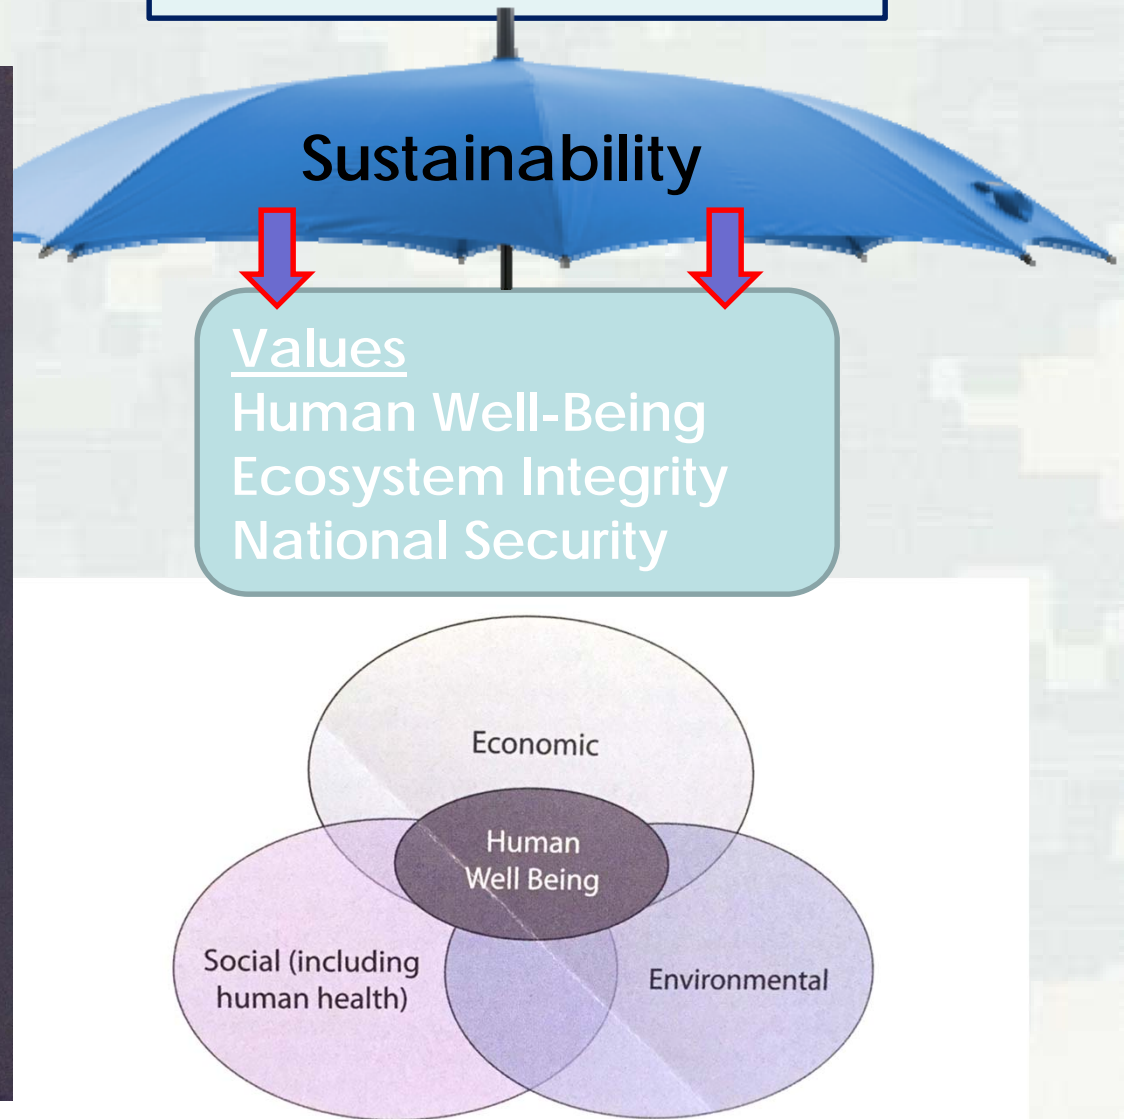 Sustainability
Values
Human Well-Being
Ecosystem Integrity
National Security
Economic
Human
Well Being
Social (including
human health)
Environmental